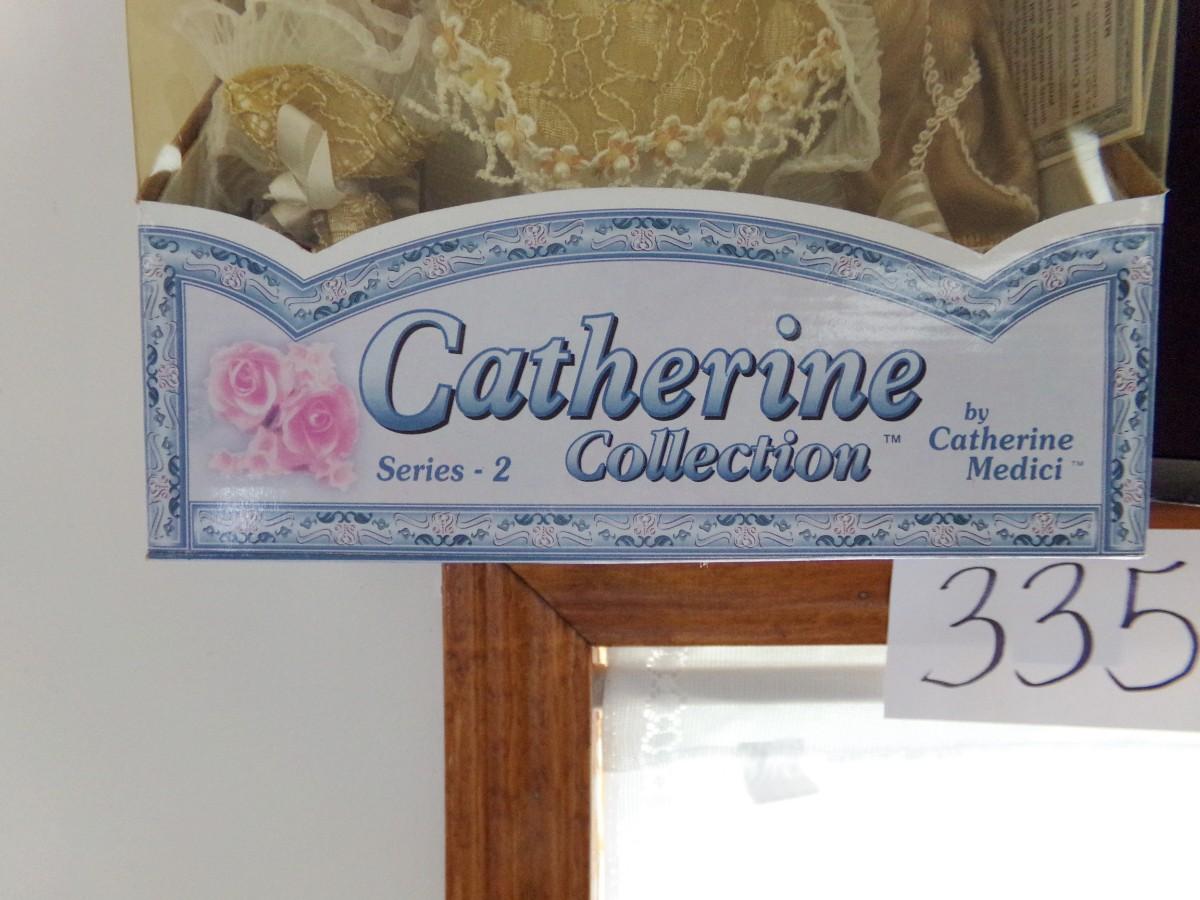 Catherine
Collection™
Series - 2
by
Catherine
Medici™
335